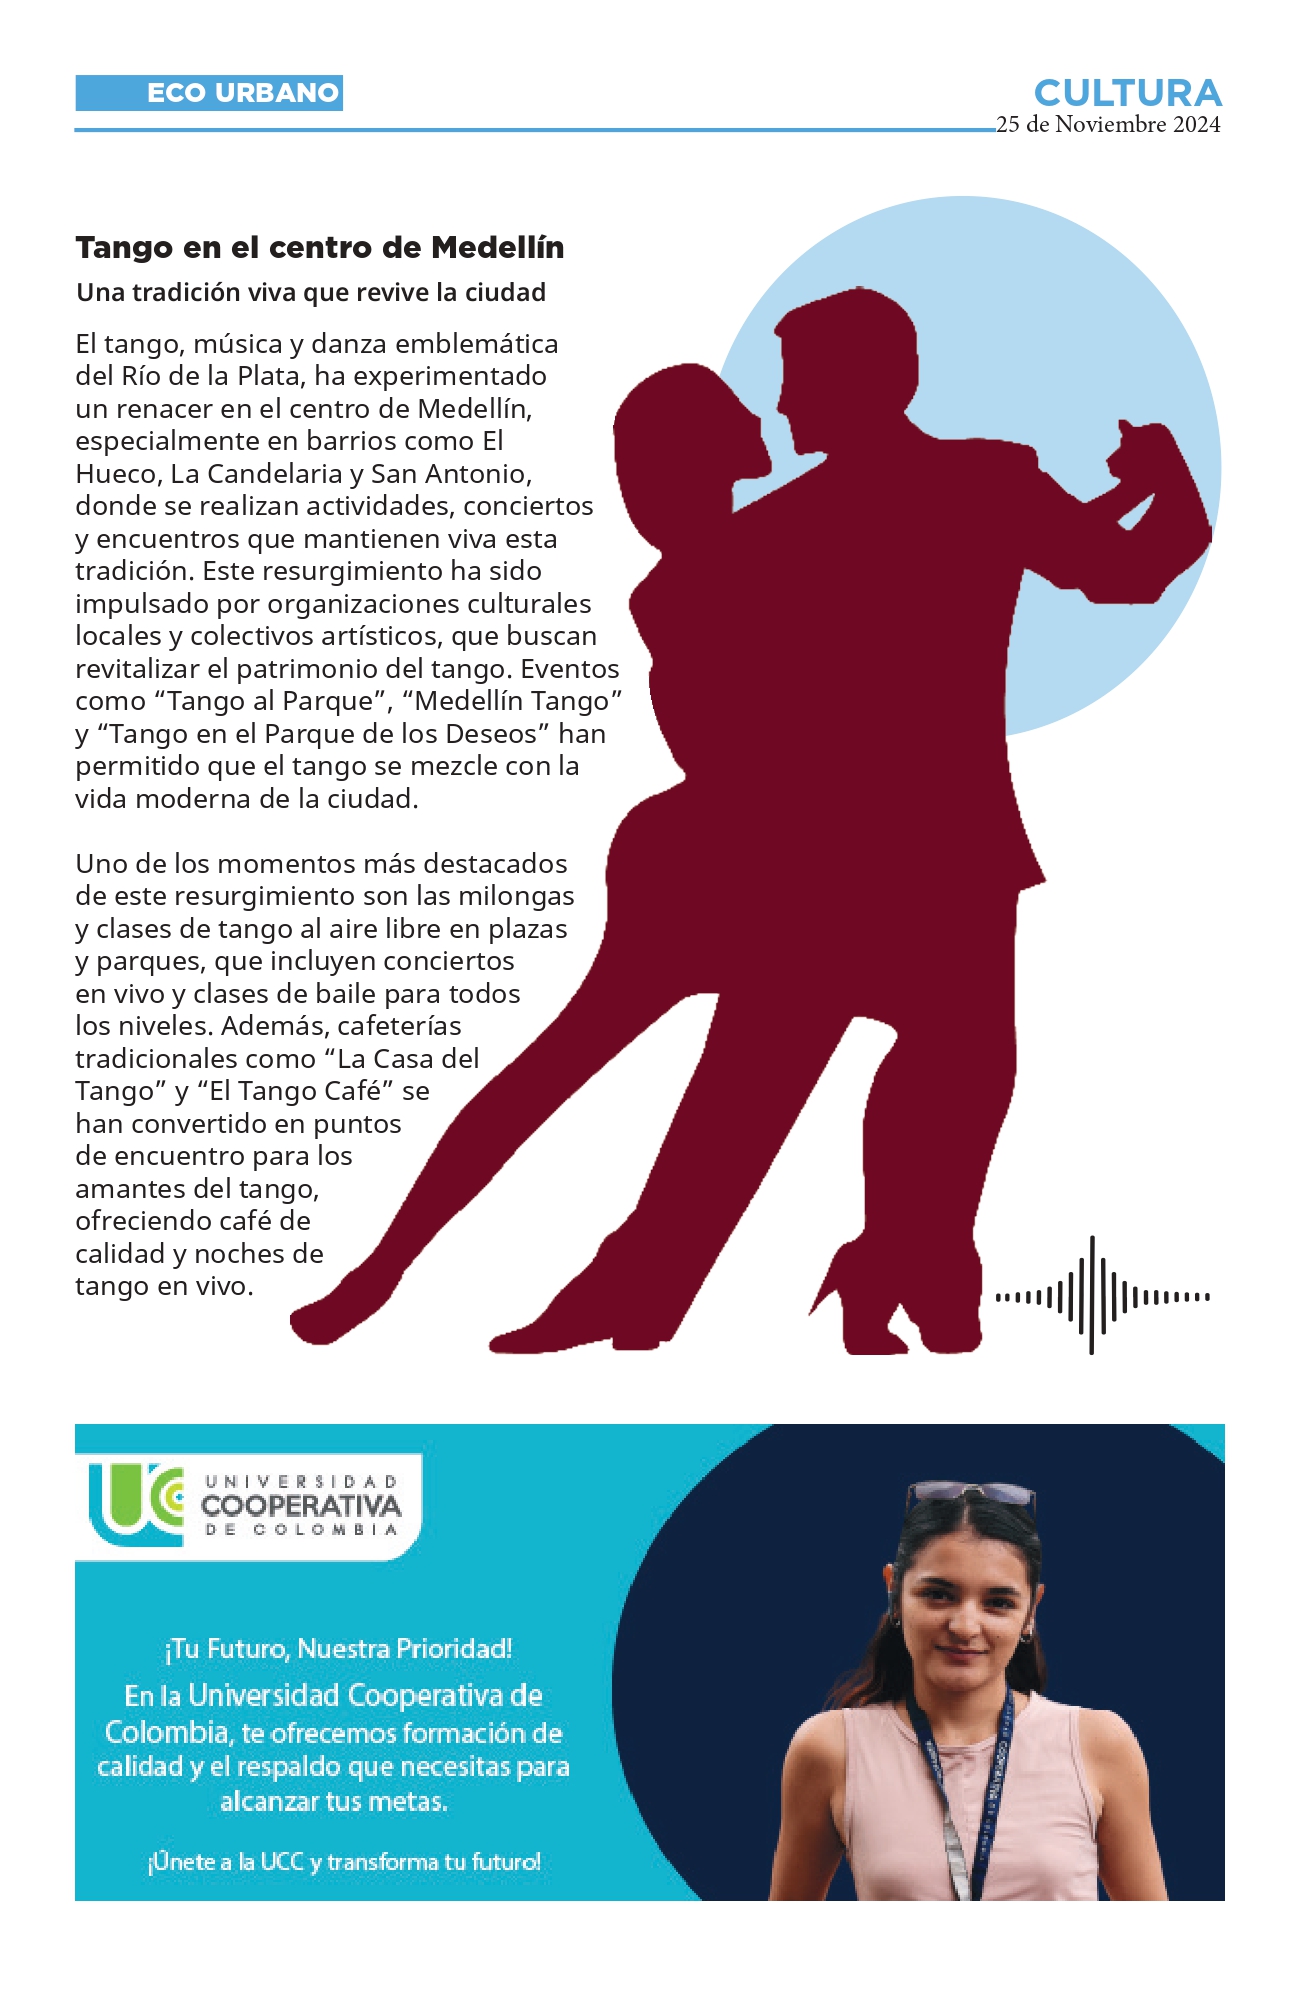 ECO URBANO
CULTURA
25 de Noviembre 2024
Tango en el centro de Medellín
Una tradición viva que revive la ciudad
El tango, música y danza emblemática
del Río de la Plata, ha experimentado
un renacer en el centro de Medellín,
especialmente en barrios como El
Hueco, La Candelaria y San Antonio,
donde se realizan actividades, conciertos
y encuentros que mantienen viva esta
tradición. Este resurgimiento ha sido
impulsado por organizaciones culturales
locales y colectivos artísticos, que buscan
revitalizar el patrimonio del tango. Eventos
como “Tango al Parque”, “Medellín Tango”
y “Tango en el Parque de los Deseos” han
permitido que el tango se mezcle con la
vida moderna de la ciudad.
Uno de los momentos más destacados
de este resurgimiento son las milongas
y clases de tango al aire libre en plazas
y parques, que incluyen conciertos
en vivo y clases de baile para todos
los niveles. Además, cafeterías
tradicionales como “La Casa del
Tango” y “El Tango Café” se
han convertido en puntos
de encuentro para los
amantes del tango,
ofreciendo café de
calidad y noches de
tango en vivo.
UC
UNIVERSIDAD
COOPERATIVA
DE COLOMBIA
¡Tu Futuro, Nuestra Prioridad!
En la Universidad Cooperativa de
Colombia, te ofrecemos formación de
calidad y el respaldo que necesitas para
alcanzar tus metas.
¡Únete a la UCC y transforma tu futuro!
COOPERATIVA